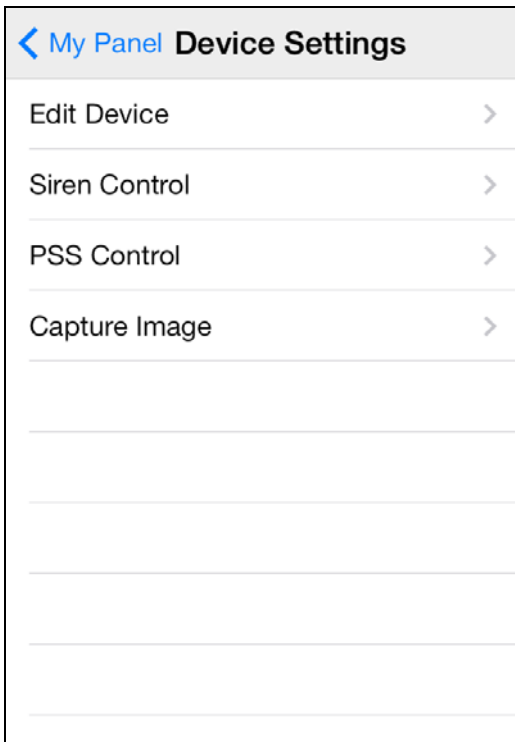 My Panel Device Settings
Edit Device
Siren Control
PSS Control
Capture Image